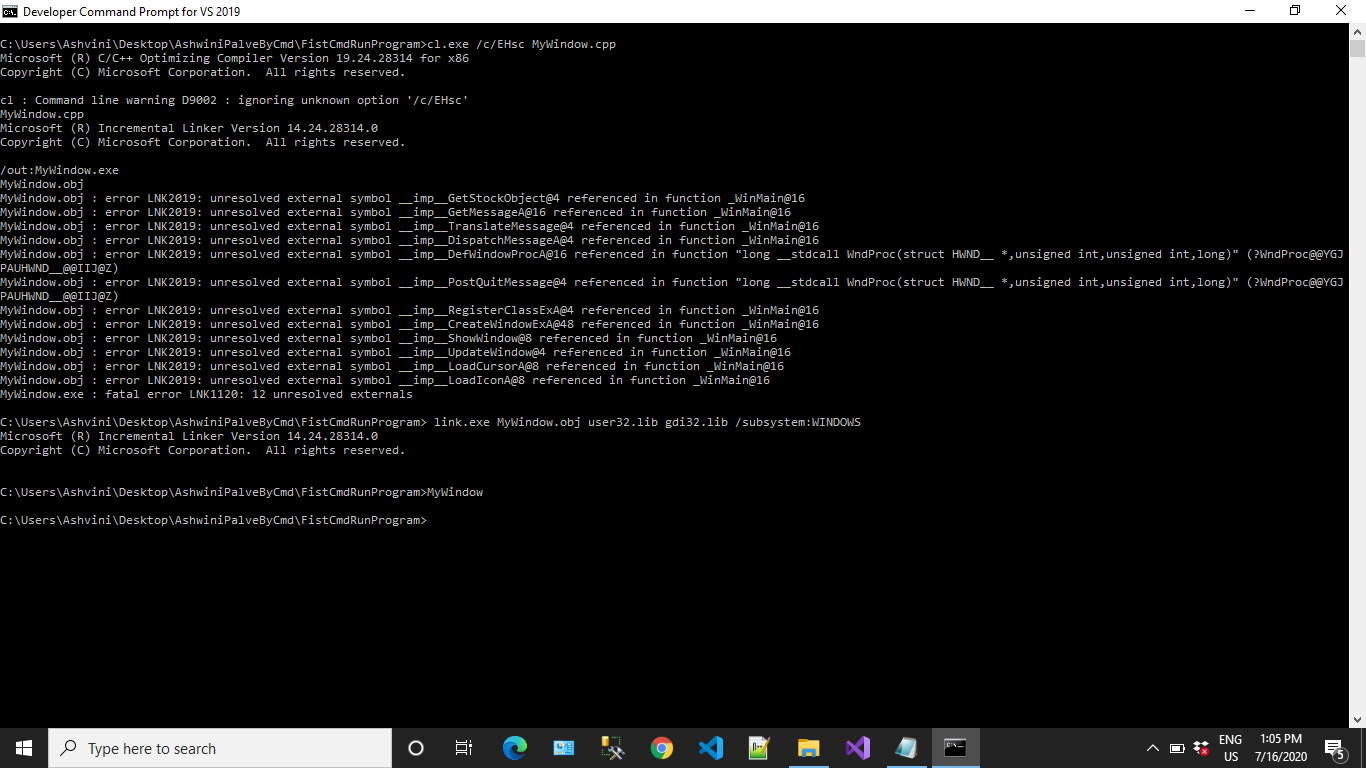 Developer Command Prompt for VS 2019
C:\Users\Ashvini\Desktop\AshwiniPalveByCmd\FistCmdRunProgram>cl.exe /c/EHsc MyWindow.cpp
Microsoft (R) C/C++ Optimizing Compiler Version 19.24.28314 for x86
Copyright (C) Microsoft Corporation.  All rights reserved.
cl : Command line warning D9002 : ignoring unknown option '/c/EHsc'
MyWindow.cpp
Microsoft (R) Incremental Linker Version 14.24.28314.0
Copyright (C) Microsoft Corporation.  All rights reserved.
/out:MyWindow.exe
MyWindow.obj
MyWindow.obj : error LNK2019: unresolved external symbol __imp__GetStockObject@4 referenced in function _WinMain@16
MyWindow.obj : error LNK2019: unresolved external symbol __imp__GetMessageA@16 referenced in function _WinMain@16
MyWindow.obj : error LNK2019: unresolved external symbol __imp__TranslateMessage@4 referenced in function _WinMain@16
MyWindow.obj : error LNK2019: unresolved external symbol __imp__DispatchMessageA@4 referenced in function _WinMain@16
MyWindow.obj : error LNK2019: unresolved external symbol __imp__DefWindowProcA@16 referenced in function "long __stdcall WndProc(struct HWND__ *,unsigned int,unsigned int,long)" (?WndProc@@YGJ
PAUHWND__@@IIJ@Z)
MyWindow.obj : error LNK2019: unresolved external symbol __imp__PostQuitMessage@4 referenced in function "long __stdcall WndProc(struct HWND__ *,unsigned int,unsigned int,long)" (?WndProc@@YGJ
PAUHWND__@@IIJ@Z)
MyWindow.obj : error LNK2019: unresolved external symbol __imp__RegisterClassExA@4 referenced in function _WinMain@16
MyWindow.obj : error LNK2019: unresolved external symbol __imp__CreateWindowExA@48 referenced in function _WinMain@16
MyWindow.obj : error LNK2019: unresolved external symbol __imp__ShowWindow@8 referenced in function _WinMain@16
MyWindow.obj : error LNK2019: unresolved external symbol __imp__UpdateWindow@4 referenced in function _WinMain@16
MyWindow.obj : error LNK2019: unresolved external symbol __imp__LoadCursorA@8 referenced in function _WinMain@16
MyWindow.obj : error LNK2019: unresolved external symbol __imp__LoadIconA@8 referenced in function _WinMain@16
MyWindow.exe : fatal error LNK1120: 12 unresolved externals
C:\Users\Ashvini\Desktop\AshwiniPalveByCmd\FistCmdRunProgram> link.exe MyWindow.obj user32.lib gdi32.lib /subsystem:WINDOWS
Microsoft (R) Incremental Linker Version 14.24.28314.0
Copyright (C) Microsoft Corporation.  All rights reserved.
C:\Users\Ashvini\Desktop\AshwiniPalveByCmd\FistCmdRunProgram>MyWindow
C:\Users\Ashvini\Desktop\AshwiniPalveByCmd\FistCmdRunProgram>
Type here to search
ENG
US
1:05 PM
7/16/2020
5